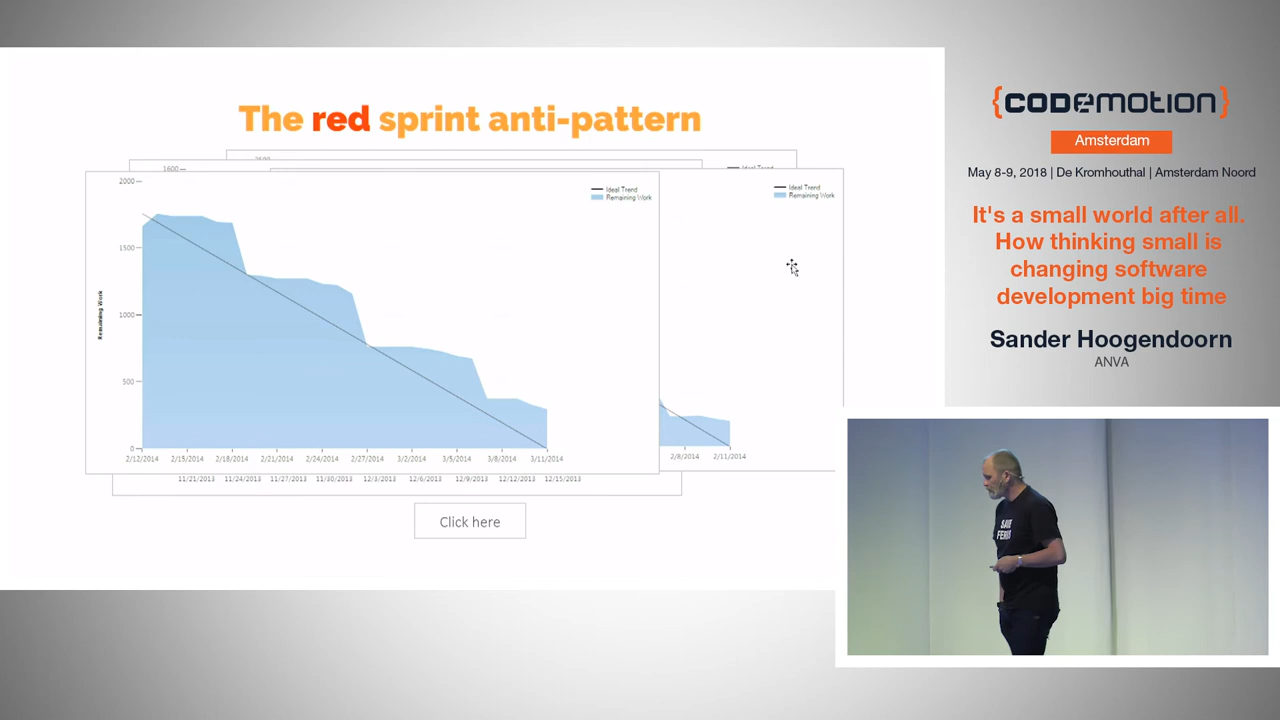 The red sprint anti-pattern
1600
2000
1500
1000
500
0
Remaining Work
Ideal Trend
Remaining Work
Ideal Trend
Ideal Trend
Remaining Work
2/12/2014 2/15/2014 2/18/2014 2/21/2014 2/24/2014 2/27/2014 3/2/2014 3/5/2014 3/8/2014 3/11/2014
2/8/2014 2/11/2014
11/21/2013 11/24/2013 11/27/2013 11/30/2013 12/3/2013 12/6/2013 12/9/2013 12/12/2013 12/15/2013
Click here
{CODEMOTION}
Amsterdam
May 8-9, 2018 | De Kromhouthal | Amsterdam Noord
It's a small world after all.
How thinking small is
changing software
development big time
Sander Hoogendoorn
ANVA
SAVE
FERRIS